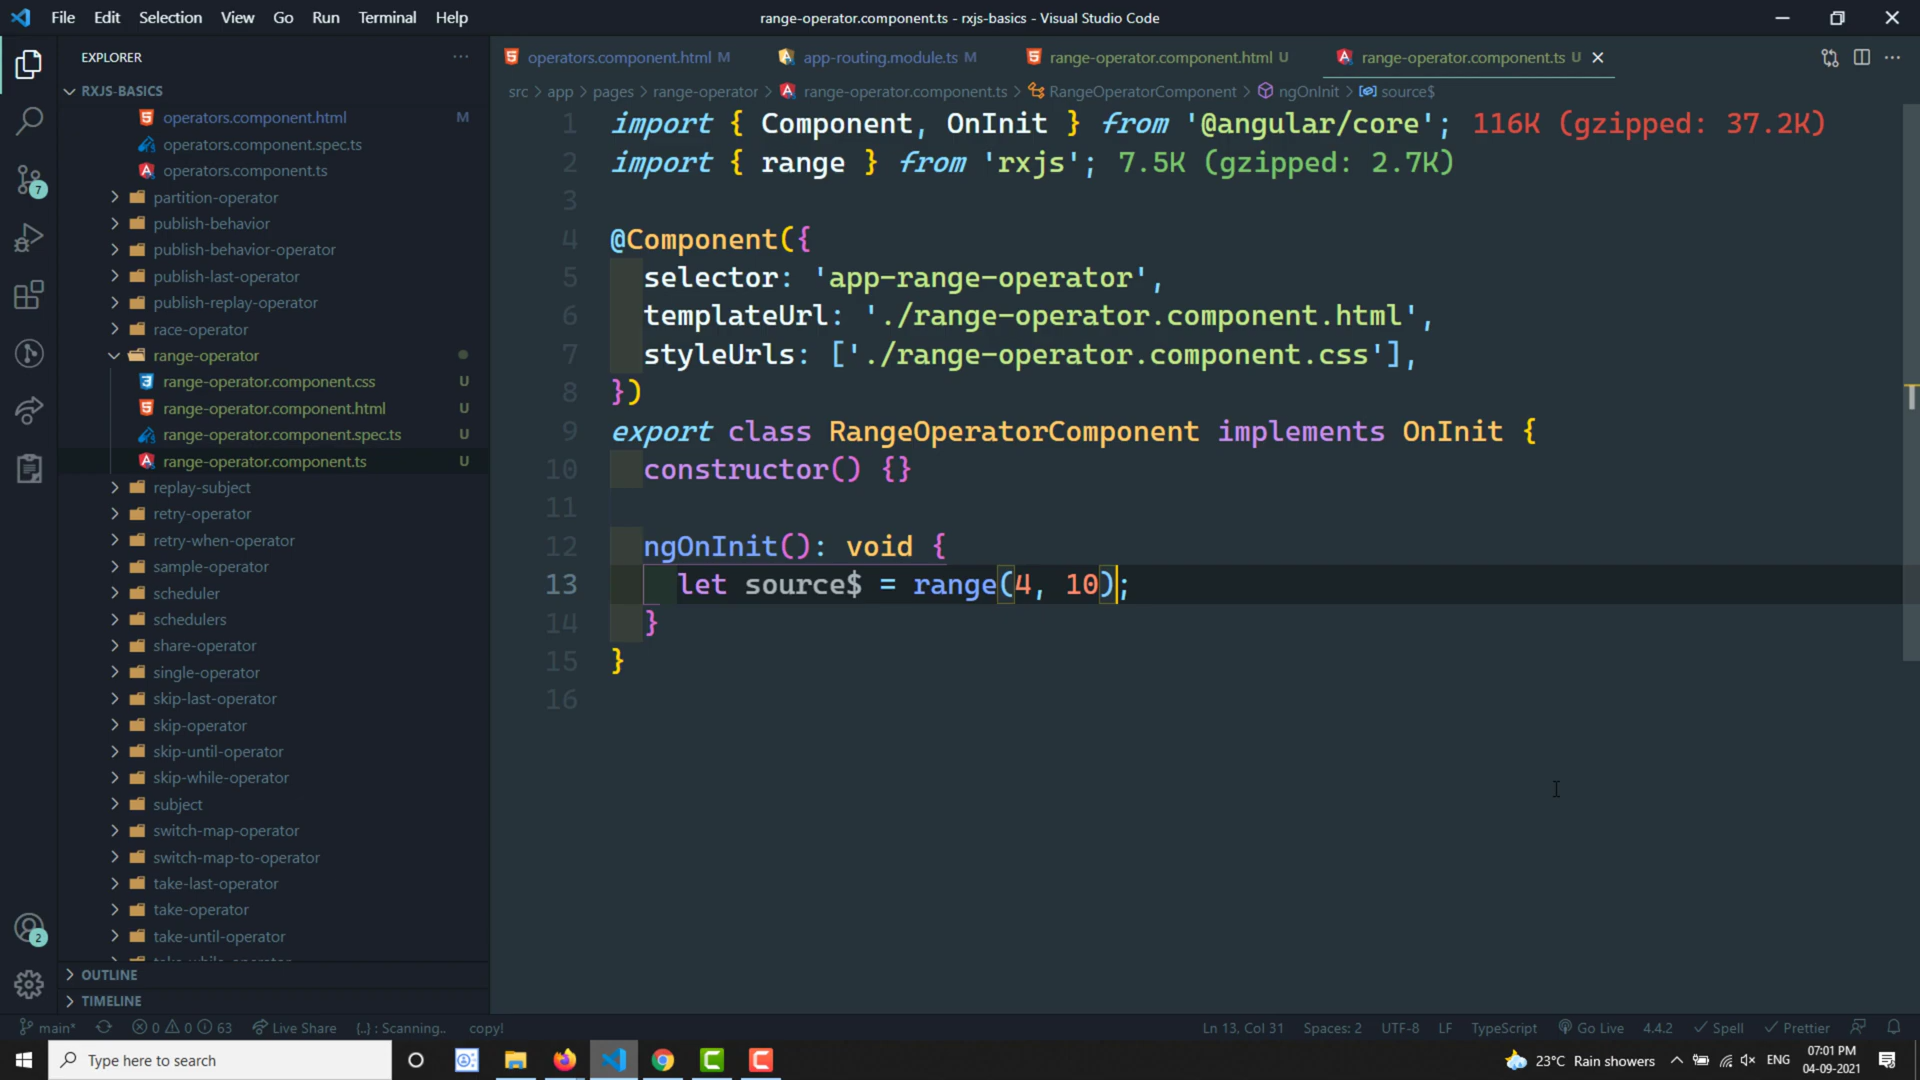 File Edit Selection View Go Run Terminal Help
range-operator.component.ts - rxjs-basics - Visual Studio Code
EXPLORER
RXJS-BASICS
operators.component.html M
operators.component.spec.ts
operators.component.ts
partition-operator
publish-behavior
publish-behavior-operator
publish-last-operator
publish-replay-operator
race-operator
range-operator
range-operator.component.css U
range-operator.component.html U
range-operator.component.spec.ts U
range-operator.component.ts U
replay-subject
retry-operator
retry-when-operator
sample-operator
scheduler
schedulers
share-operator
single-operator
skip-last-operator
skip-operator
skip-until-operator
skip-while-operator
subject
switch-map-operator
switch-map-to-operator
take-last-operator
take-operator
take-until-operator
OUTLINE
TIMELINE
7
2
operators.component.html M app-routing.module.ts M range-operator.component.html U range-operator.component.ts U
src > app > pages > range-operator > range-operator.component.ts > RangeOperatorComponent > ngOnInit > source$
1 import { Component, OnInit } from '@angular/core'; 116K (gzipped: 37.2K)
2 import { range } from 'rxjs'; 7.5K (gzipped: 2.7K)
3
4 @Component({
5 selector: 'app-range-operator',
6 templateUrl: './range-operator.component.html',
7 styleUrls: ['./range-operator.component.css'],
8 })
9 export class RangeOperatorComponent implements OnInit {
10 constructor() {}
11
12 ngOnInit(): void {
13 let source$ = range(4, 10);
14 }
15 }
16
main* 0 0 63 Live Share {..} : Scanning.. copy! Ln 13, Col 31 Spaces: 2 UTF-8 LF TypeScript Go Live 4.4.2 Spell Prettier
Type here to search 23°C Rain showers ENG 07:01 PM
04-09-2021